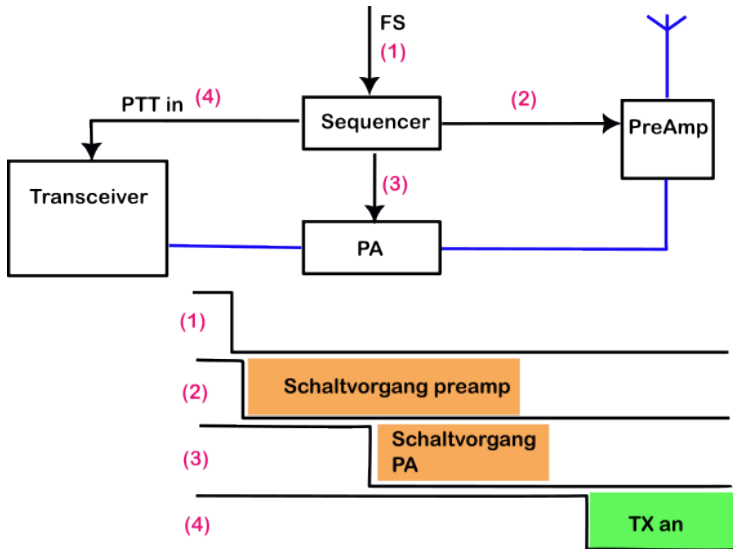 FS
(1)
PTT in (4)
(2)
Sequencer
PreAmp
(3)
Transceiver
PA
(1)
(2)
Schaltvorgang preamp
(3)
Schaltvorgang
PA
(4)
TX an